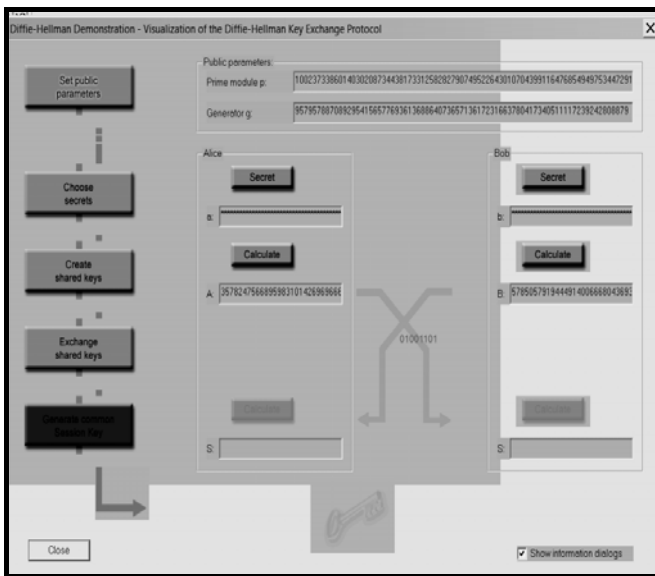 Diffie-Hellman Demonstration - Visualization of the Diffie-Hellman Key Exchange Protocol
X
Set public
parameters
Public parameters:
Prime module p:
Generator g:
Choose
secrets
Create
shared keys
Exchange
shared keys
Generate common
Session Key
Alice
Secret
a:
Calculate
A:
Calculate
S:
01001101
Bob
Secret
b:
Calculate
B:
Calculate
S:
Close
Show information dialogs